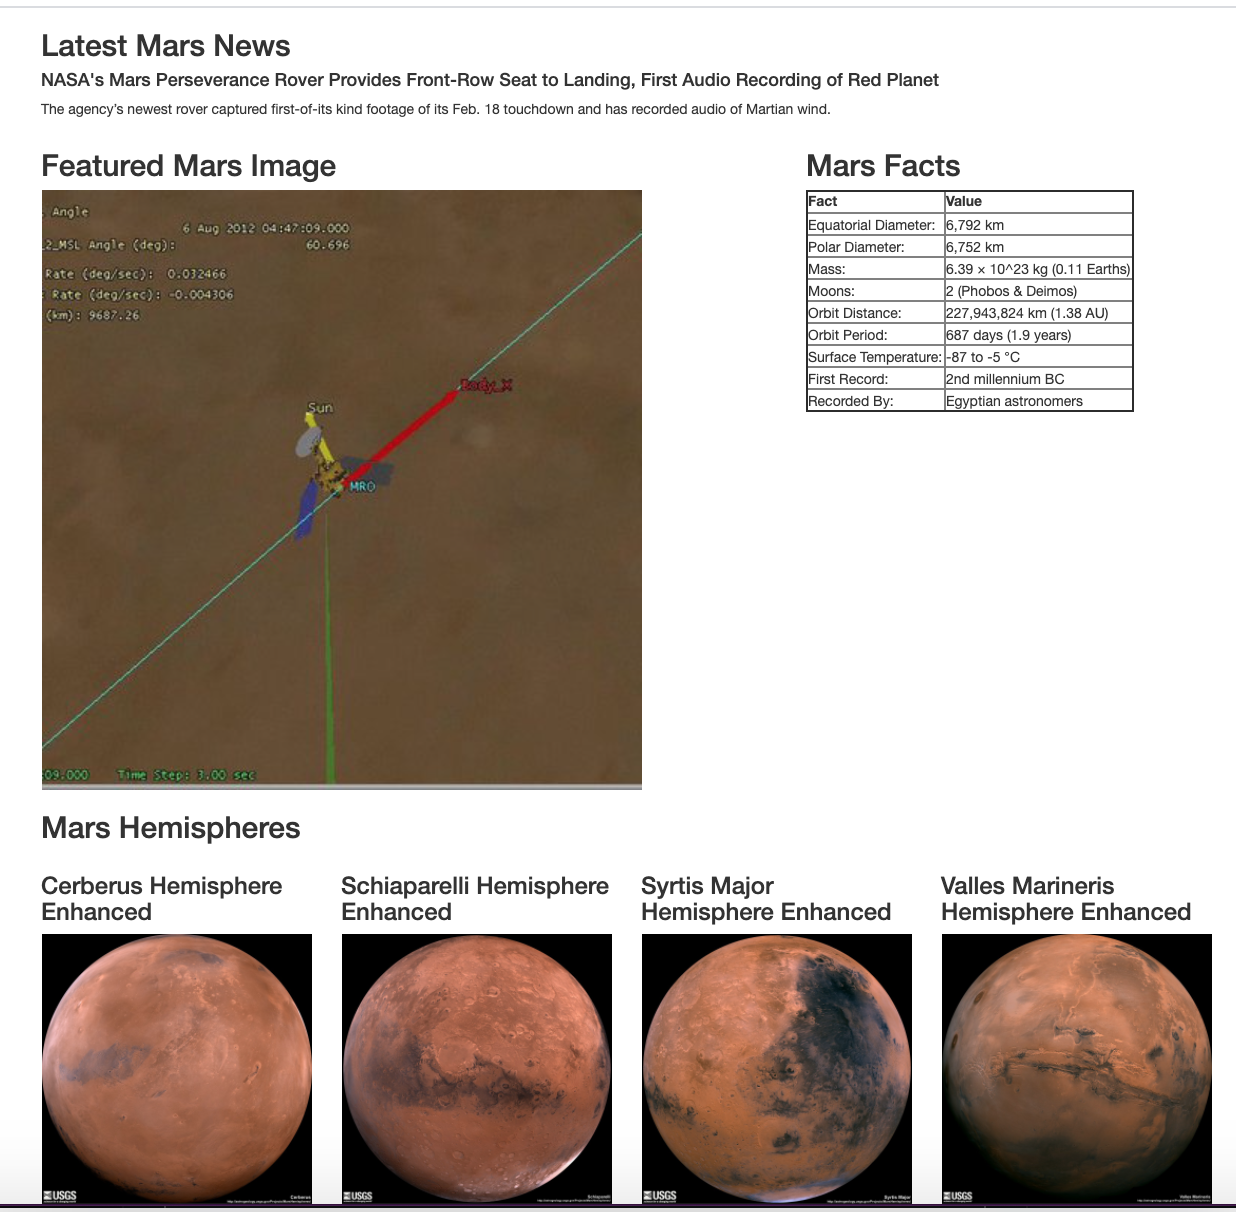 Latest Mars News
NASA's Mars Perseverance Rover Provides Front-Row Seat to Landing, First Audio Recording of Red Planet
The agency’s newest rover captured first-of-its kind footage of its Feb. 18 touchdown and has recorded audio of Martian wind.
Featured Mars Image
Angle
6 Aug 2012 04:47:09.000
2_MSL Angle (deg): 60.696
Rate (deg/sec): 0.032466
Rate (deg/sec): -0.004306
(km): 9687.26
Body_X
Sun
MRO
:09.000 Time Step: 3.00 sec
Mars Facts
Fact Value
Equatorial Diameter: 6,792 km
Polar Diameter: 6,752 km
Mass: 6.39 × 10^23 kg (0.11 Earths)
Moons: 2 (Phobos & Deimos)
Orbit Distance: 227,943,824 km (1.38 AU)
Orbit Period: 687 days (1.9 years)
Surface Temperature: -87 to -5 °C
First Record: 2nd millennium BC
Recorded By: Egyptian astronomers
Mars Hemispheres
Cerberus Hemisphere
Enhanced
Schiaparelli Hemisphere
Enhanced
Syrtis Major
Hemisphere Enhanced
Valles Marineris
Hemisphere Enhanced
USGS
Cerberus
USGS
Schiaparelli
USGS
Syrtis Major
USGS
Valles Marineris